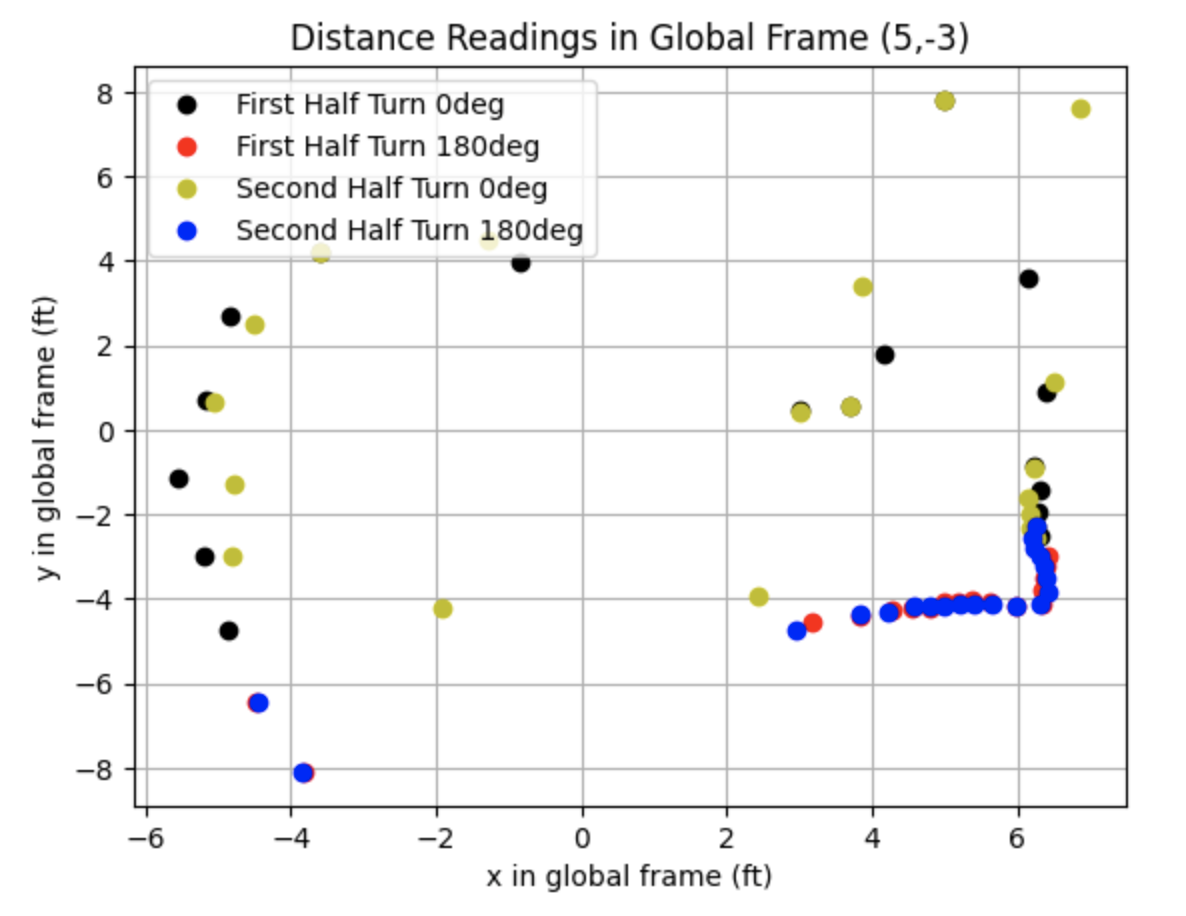 Distance Readings in Global Frame (5,-3)
First Half Turn 0deg
First Half Turn 180deg
Second Half Turn 0deg
Second Half Turn 180deg
8
6
4
2
0
−2
−4
−6
−8
y in global frame (ft)
−6 −4 −2 0 2 4 6
x in global frame (ft)